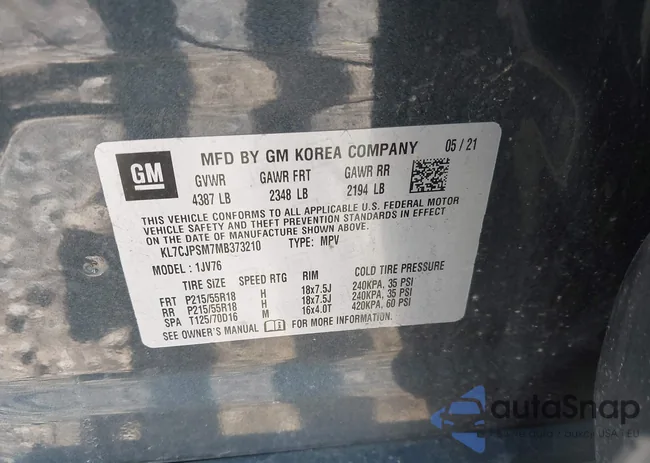 GM
MFD BY GM KOREA COMPANY 05 / 21
GVWR GAWR FRT GAWR RR
4387 LB 2348 LB 2194 LB
THIS VEHICLE CONFORMS TO ALL APPLICABLE U.S. FEDERAL MOTOR
VEHICLE SAFETY AND THEFT PREVENTION STANDARDS IN EFFECT
ON THE DATE OF MANUFACTURE SHOWN ABOVE.
KL7CJPSM7MB373210 TYPE: MPV
MODEL : 1JV76
SPEED RTG RIM COLD TIRE PRESSURE
FRT P215/55R18 H 18x7.5J 240KPA, 35 PSI
RR P215/55R18 H 18x7.5J 240KPA, 35 PSI
SPA T125/70D16 M 16x4.0T 420KPA, 60 PSI
SEE OWNER'S MANUAL FOR MORE INFORMATION.
autoSnap